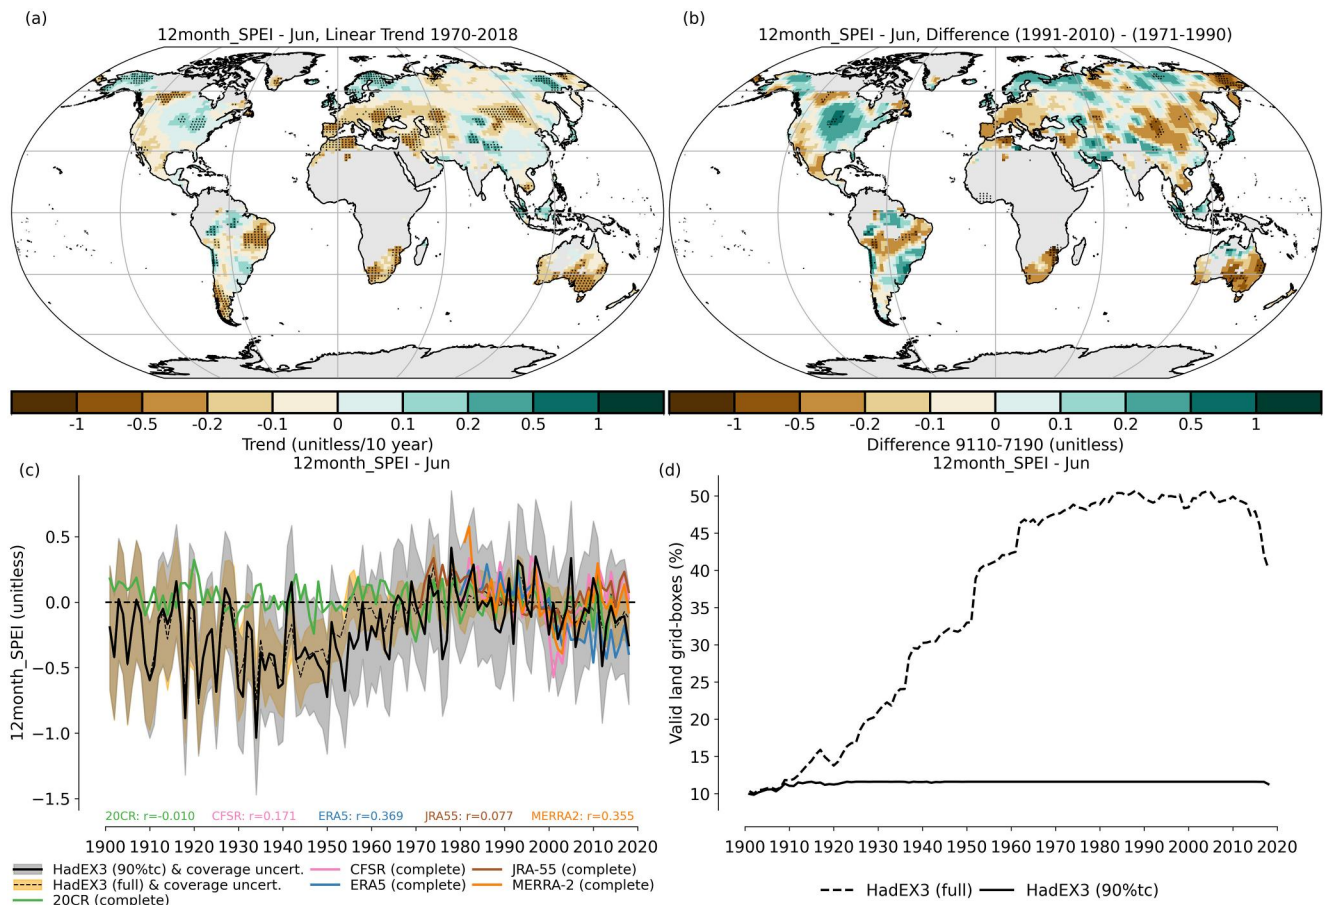 (a)
12month_SPEI - Jun, Linear Trend 1970-2018
-1 -0.5 -0.2 -0.1 0 0.1 0.2 0.5 1
Trend (unitless/10 year)
(b)
12month_SPEI - Jun, Difference (1991-2010) - (1971-1990)
-1 -0.5 -0.2 -0.1 0 0.1 0.2 0.5 1
Difference 9110-7190 (unitless)
(c)
12month_SPEI - Jun
12month_SPEI (unitless)
0.5
0.0
−0.5
−1.0
−1.5
20CR: r=-0.010 CFSR: r=0.171 ERA5: r=0.369 JRA55: r=0.077 MERRA2: r=0.355
1900 1910 1920 1930 1940 1950 1960 1970 1980 1990 2000 2010 2020
HadEX3 (90%tc) & coverage uncert.
HadEX3 (full) & coverage uncert.
20CR (complete)
CFSR (complete)
ERA5 (complete)
JRA-55 (complete)
MERRA-2 (complete)
(d)
12month_SPEI - Jun
Valid land grid-boxes (%)
50
45
40
35
30
25
20
15
10
1900 1910 1920 1930 1940 1950 1960 1970 1980 1990 2000 2010 2020
HadEX3 (full) HadEX3 (90%tc)